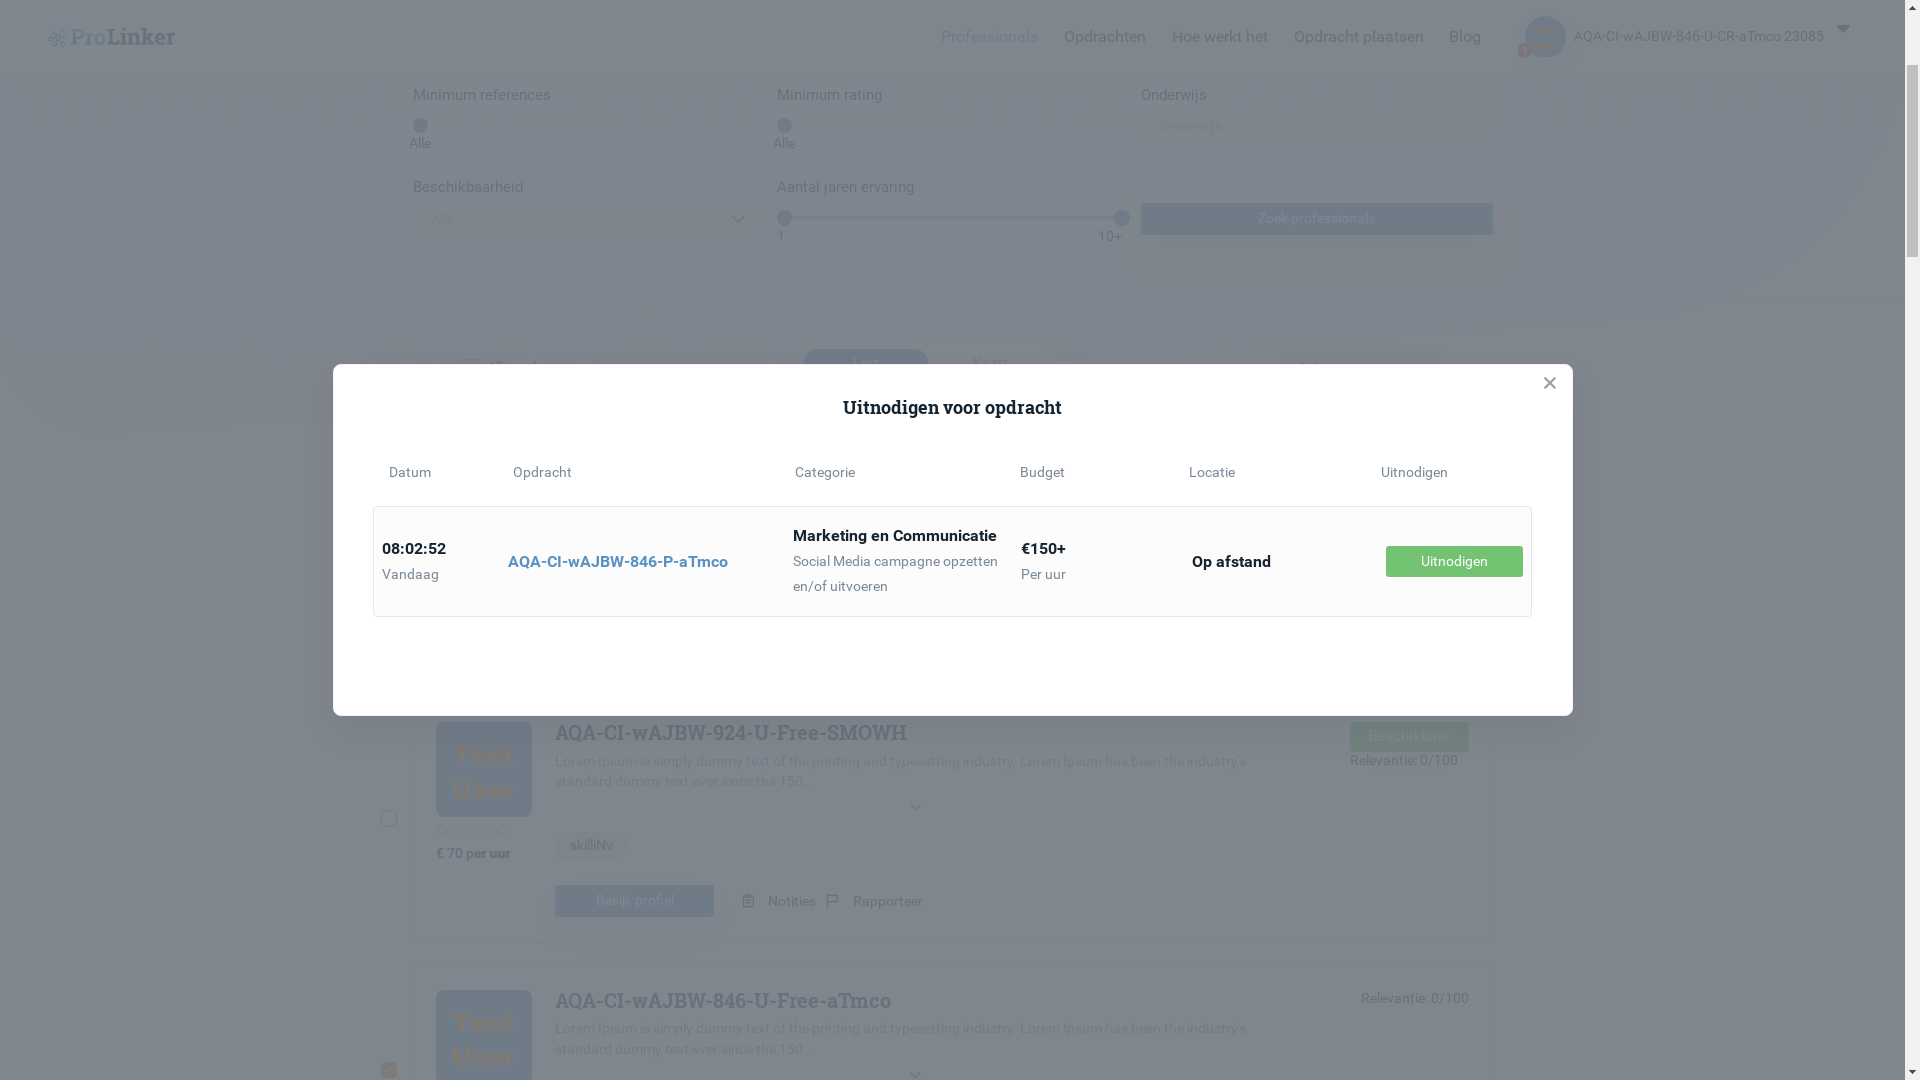 ProLinker
Professionals
Opdrachten
Hoe werkt het
Opdracht plaatsen
Blog
AQA-CI-wAJBW-846-U-CR-aTmco 23085
Minimum references
Minimum rating
Onderwijs
Onderwijs
Alle
Alle
Beschikbaarheid
Aantal jaren ervaring
Alle
Zoek professionals
1
10+
Uitnodigen voor opdracht
Datum
Opdracht
Categorie
Budget
Locatie
Uitnodigen
08:02:52
Vandaag
AQA-CI-wAJBW-846-P-aTmco
Marketing en Communicatie
Social Media campagne opzetten
en/of uitvoeren
€150+
Per uur
Op afstand
Uitnodigen
AQA-CI-wAJBW-924-U-Free-SMOWH
Beschikbaar
Test
User
Lorem Ipsum is simply dummy text of the printing and typesetting industry. Lorem Ipsum has been the industry's
standard dummy text ever since the 150...
Relevantie: 0/100
€ 70 per uur
skilliNv
Bekijk profiel
Notities
Rapporteer
AQA-CI-wAJBW-846-U-Free-aTmco
Relevantie: 0/100
Test
User
Lorem Ipsum is simply dummy text of the printing and typesetting industry. Lorem Ipsum has been the industry's
standard dummy text ever since the 150...